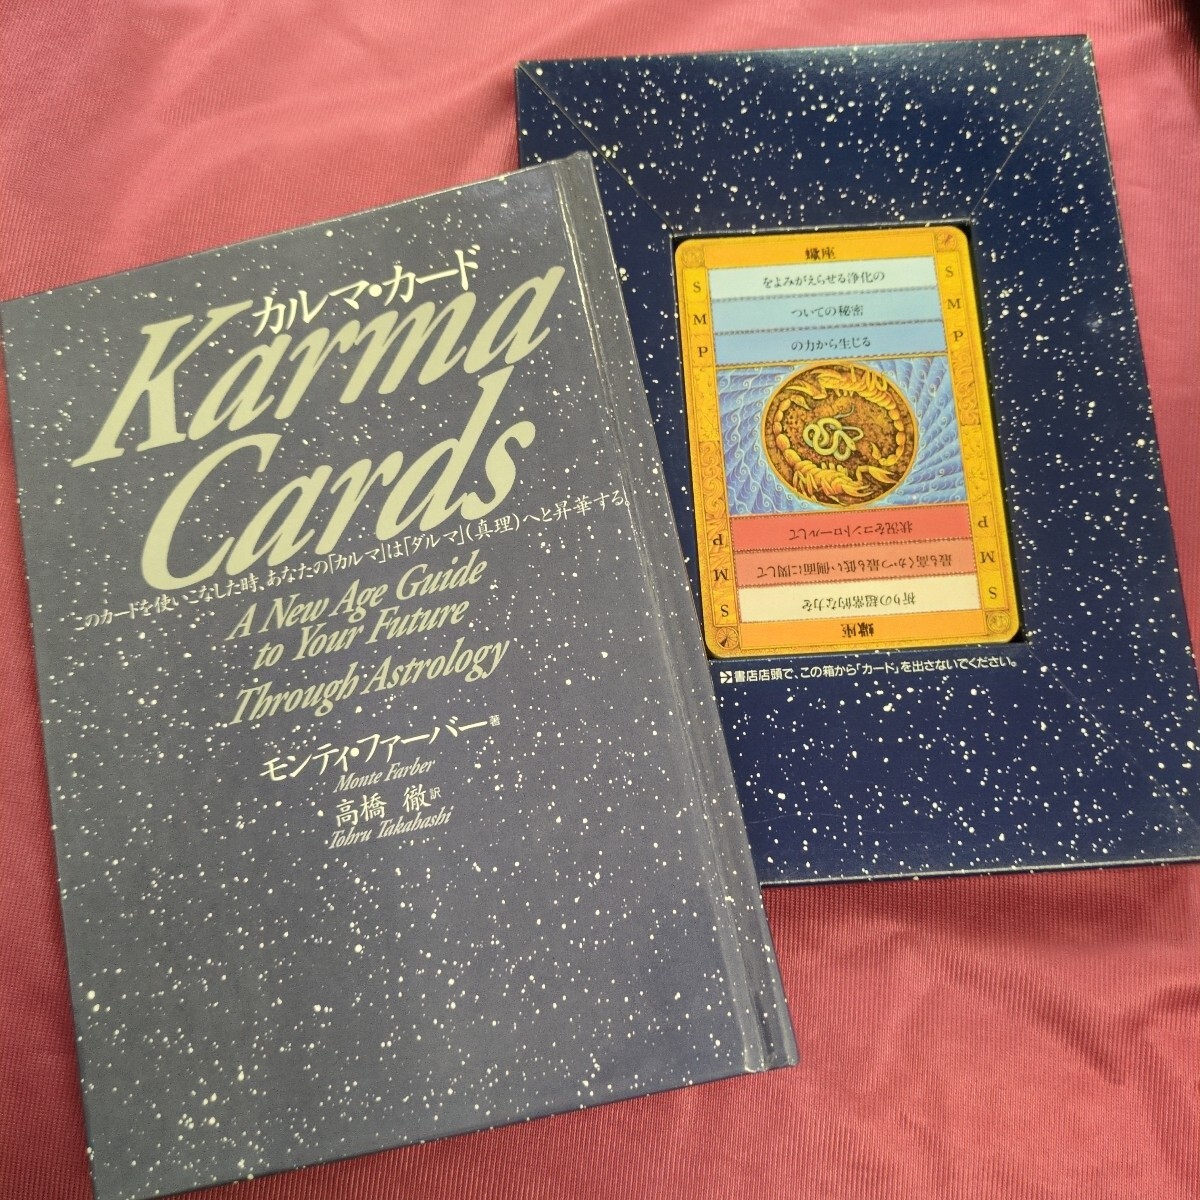 カルマ・カード
Karma
Cards
このカードを使いこなした時、あなたの「カルマ」は「ダルマ」(真理)へと昇華する。
A New Age Guide
to Your Future
Through Astrology
モンティ・ファーバー著
Monte Farber
高橋 徹訳
Tohru Takahashi
蠍座
S をよみがえらせる浄化の S
M ついての秘密 M
P の力から生じる P
P 状況をコントロールして P
M 最も高くかつ最も低い側面に関して M
S 祈りの超常的な力を S
蠍座
書店店頭で、この箱から「カード」を出さないでください。